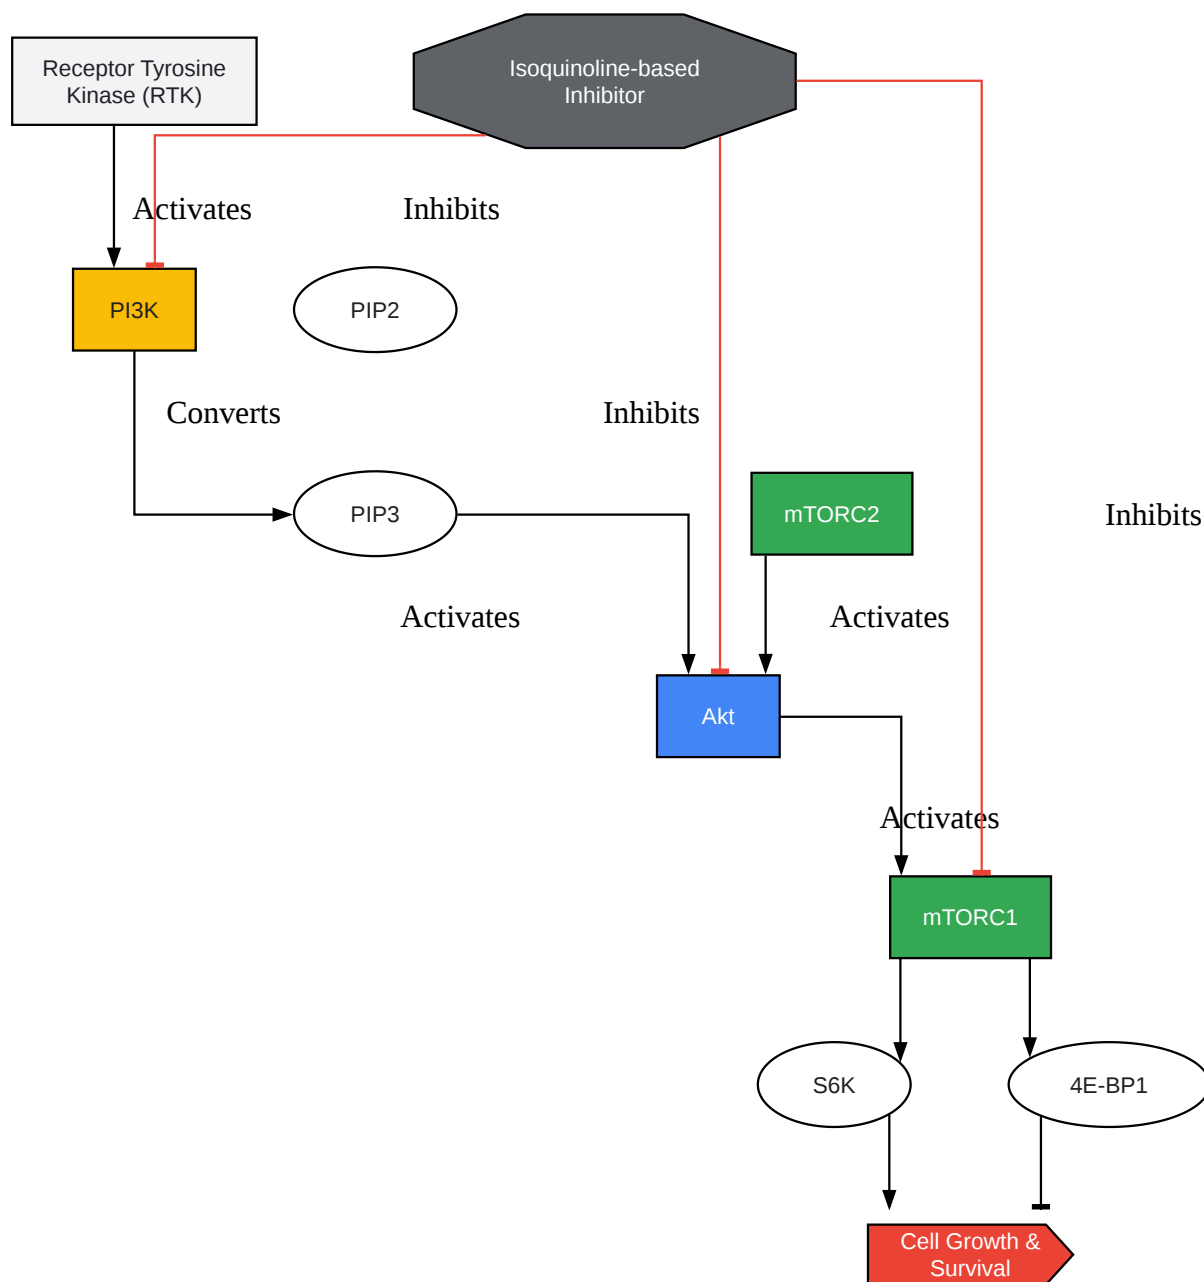 Receptor Tyrosine
Kinase (RTK)
Isoquinoline-based
Inhibitor
Activates
Inhibits
PI3K
PIP2
Converts
Inhibits
PIP3
mTORC2
Inhibits
Activates
Activates
Akt
Activates
mTORC1
S6K
4E-BP1
Cell Growth &
Survival